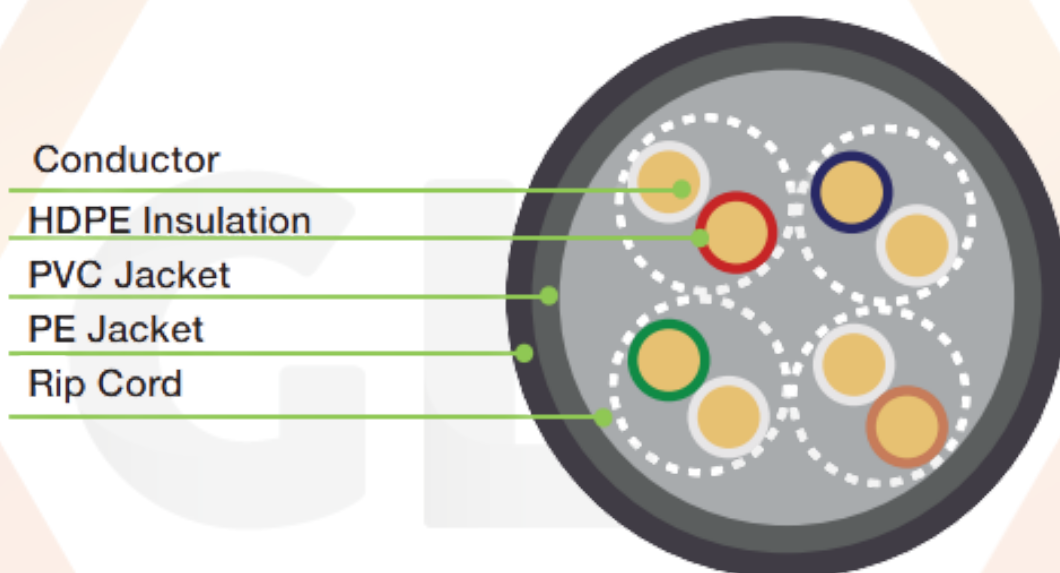 Conductor
HDPE Insulation
PVC Jacket
PE Jacket
Rip Cord